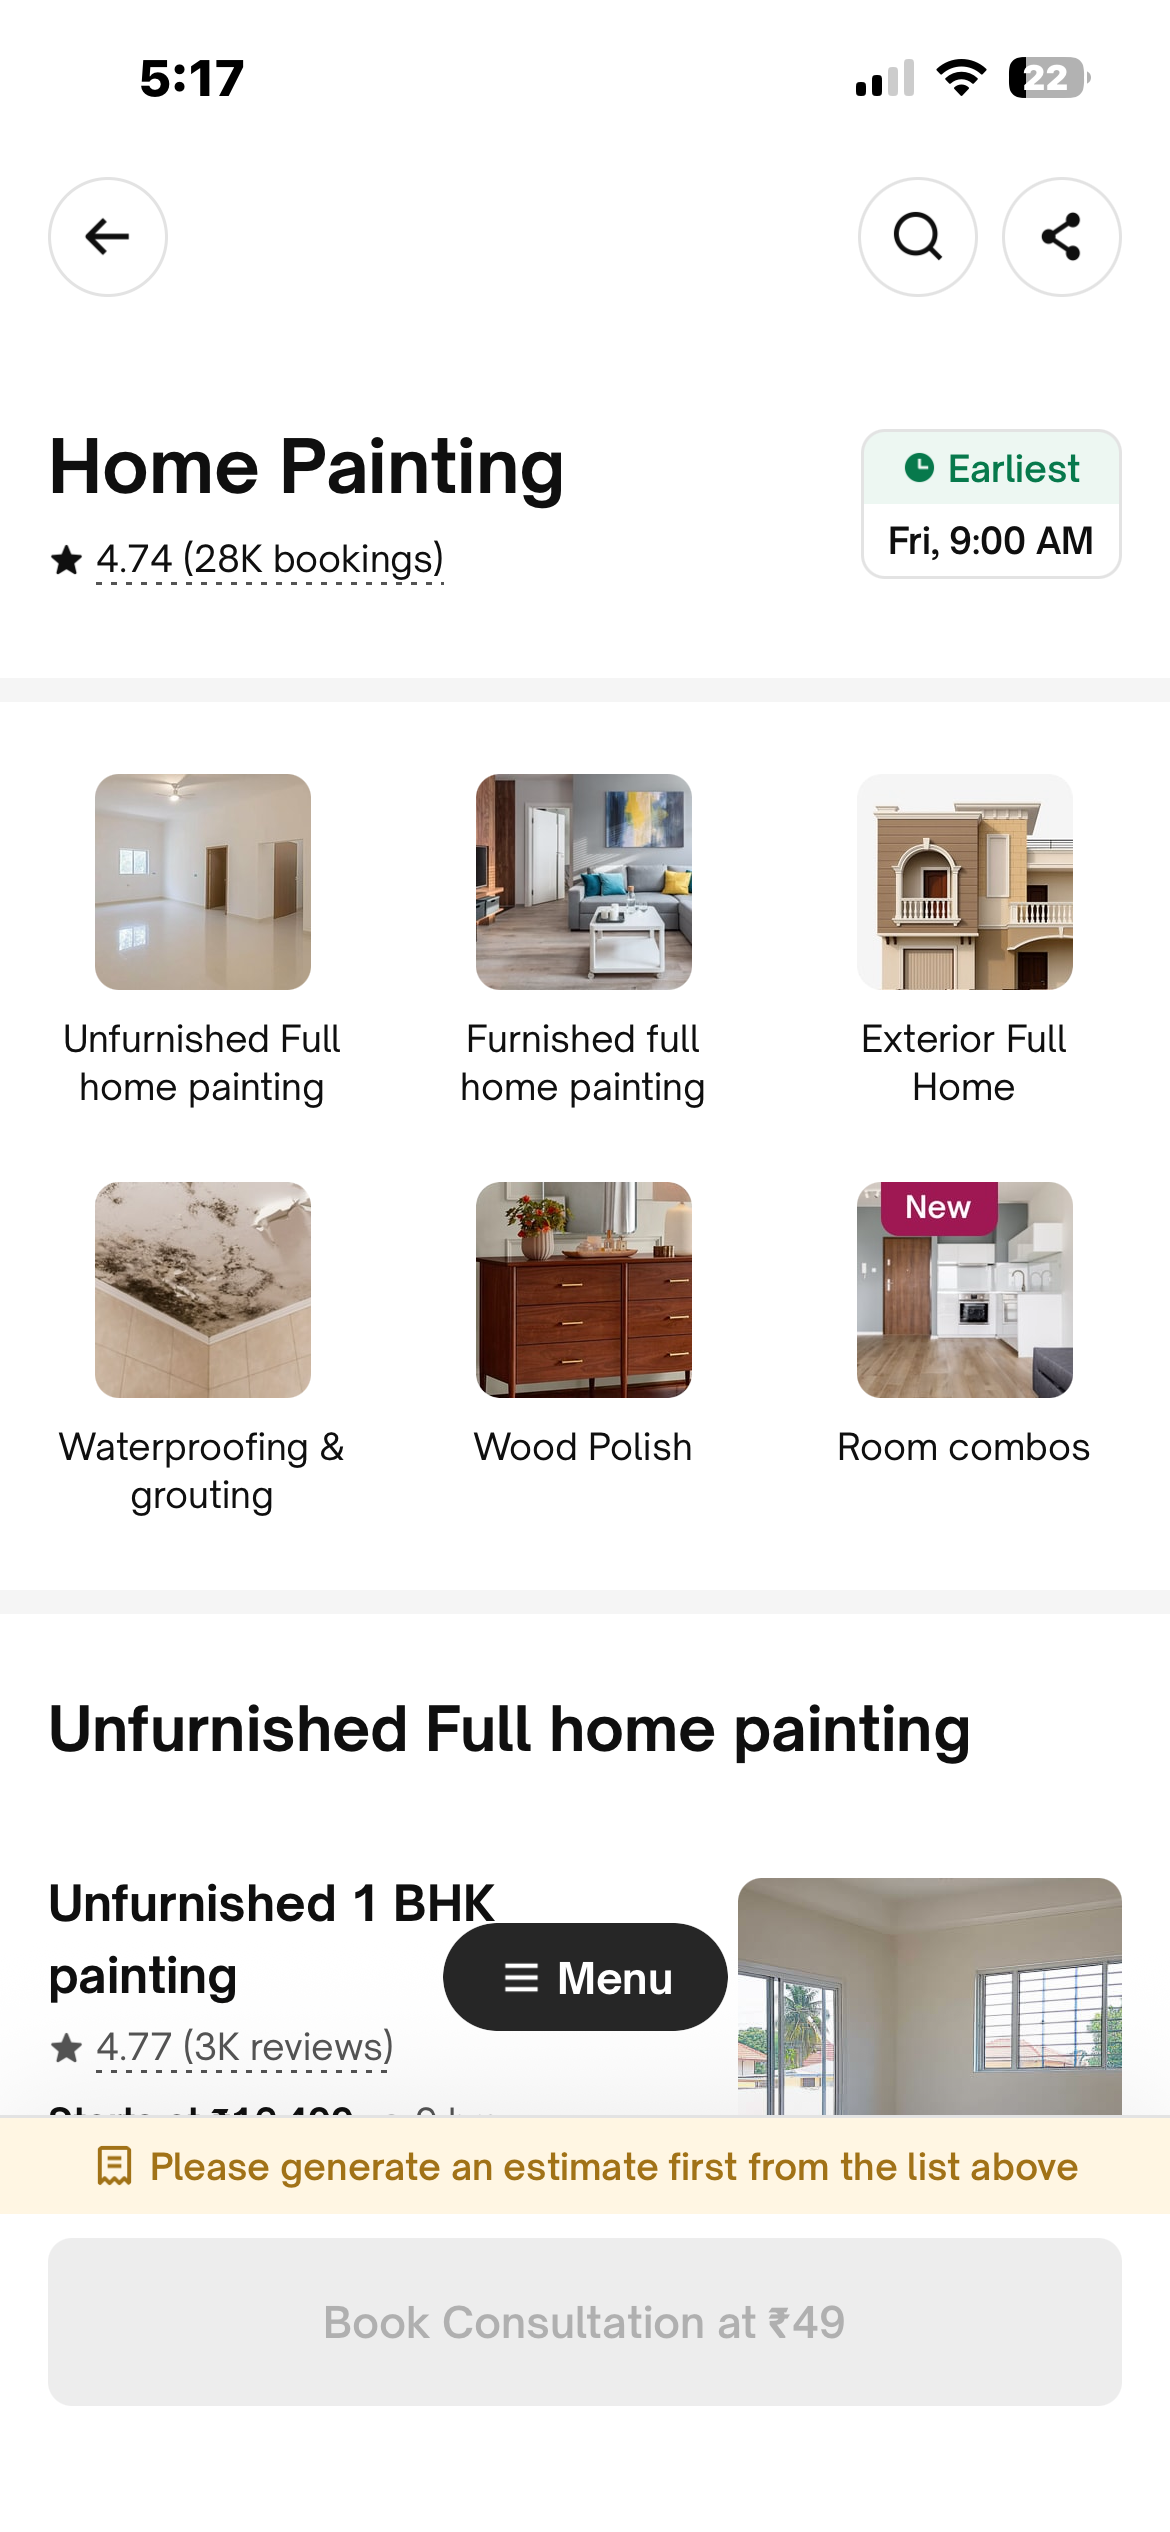 5:17
22
Home Painting
4.74 (28K bookings)
Earliest
Fri, 9:00 AM
Unfurnished Full
home painting
Furnished full
home painting
Exterior Full
Home
Waterproofing &
grouting
Wood Polish
New
Room combos
Unfurnished Full home painting
Unfurnished 1 BHK
painting
4.77 (3K reviews)
Menu
Starts at
Please generate an estimate first from the list above
Book Consultation at ₹49